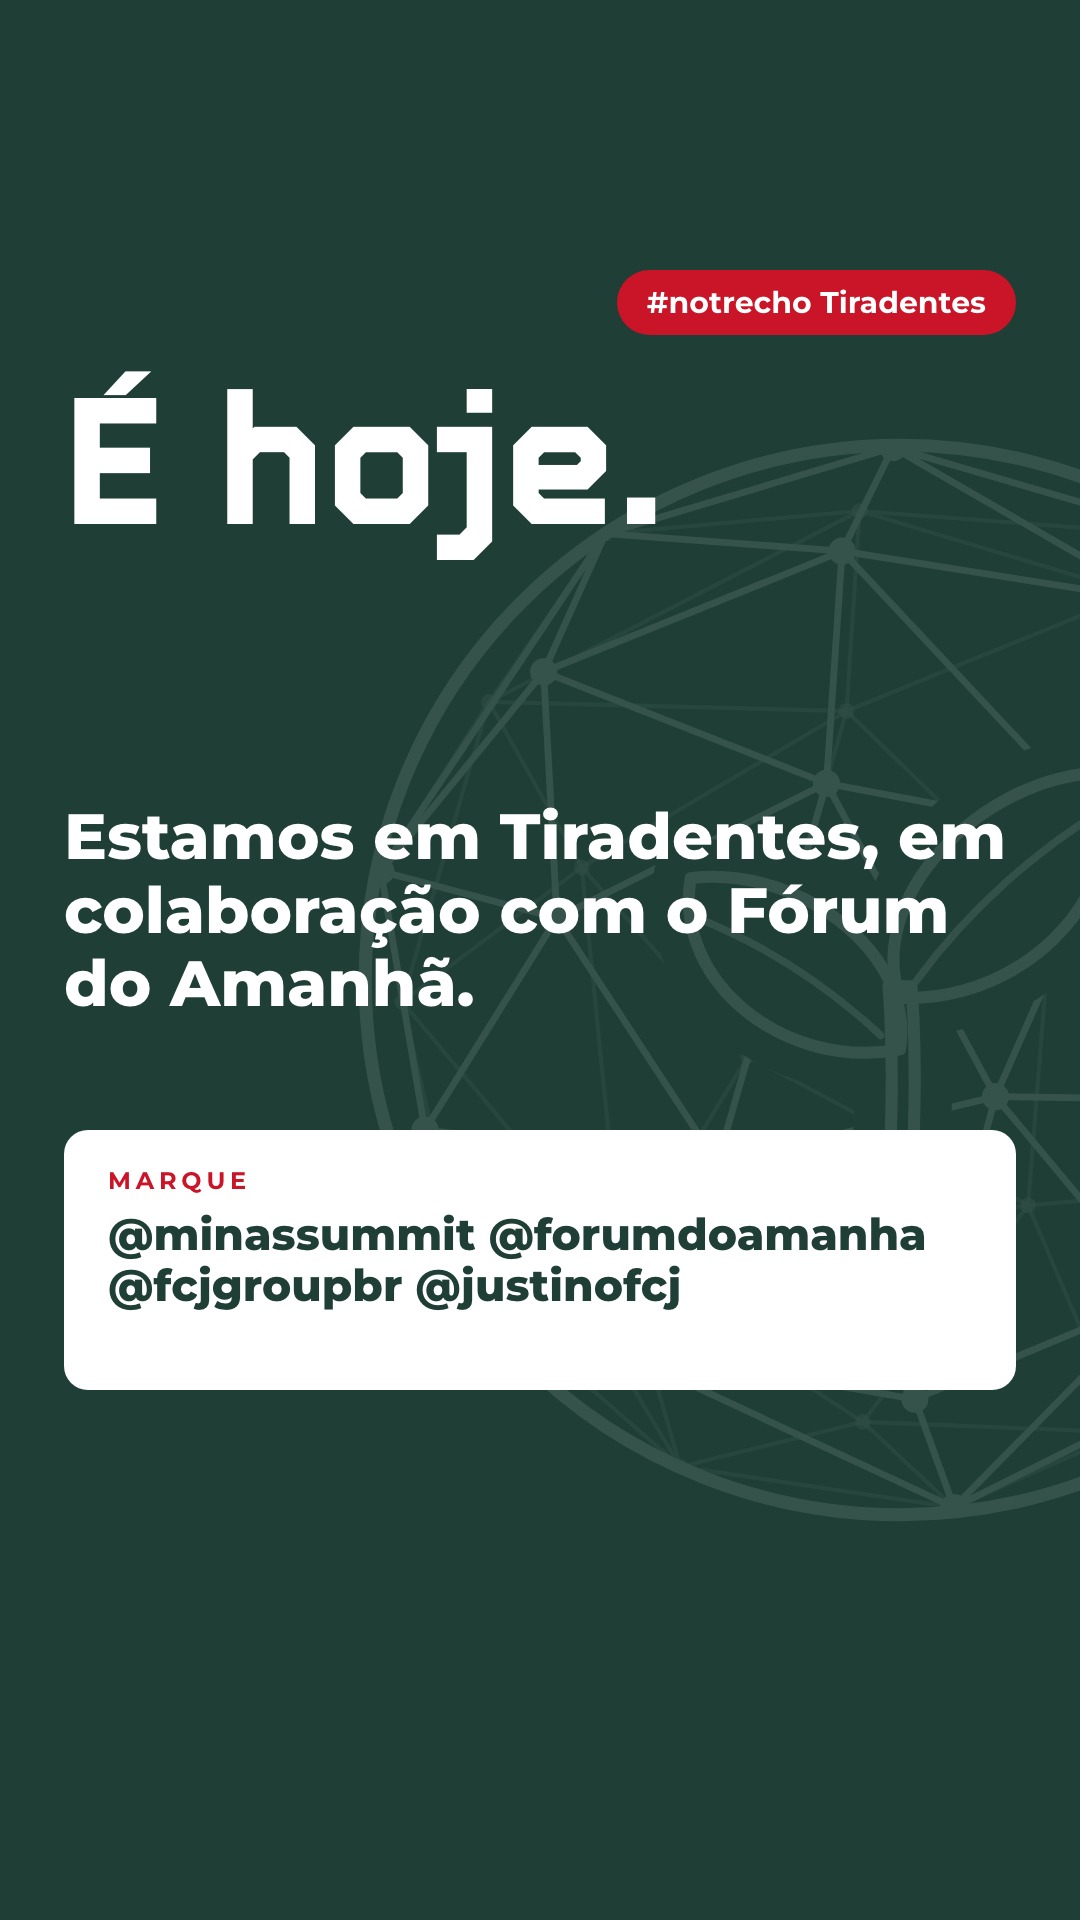 #notrecho Tiradentes
É hoje.
Estamos em Tiradentes, em
colaboração com o Fórum
do Amanhã.
MARQUE
@minassummit @forumdoamanha
@fcjgroupbr @justinofcj